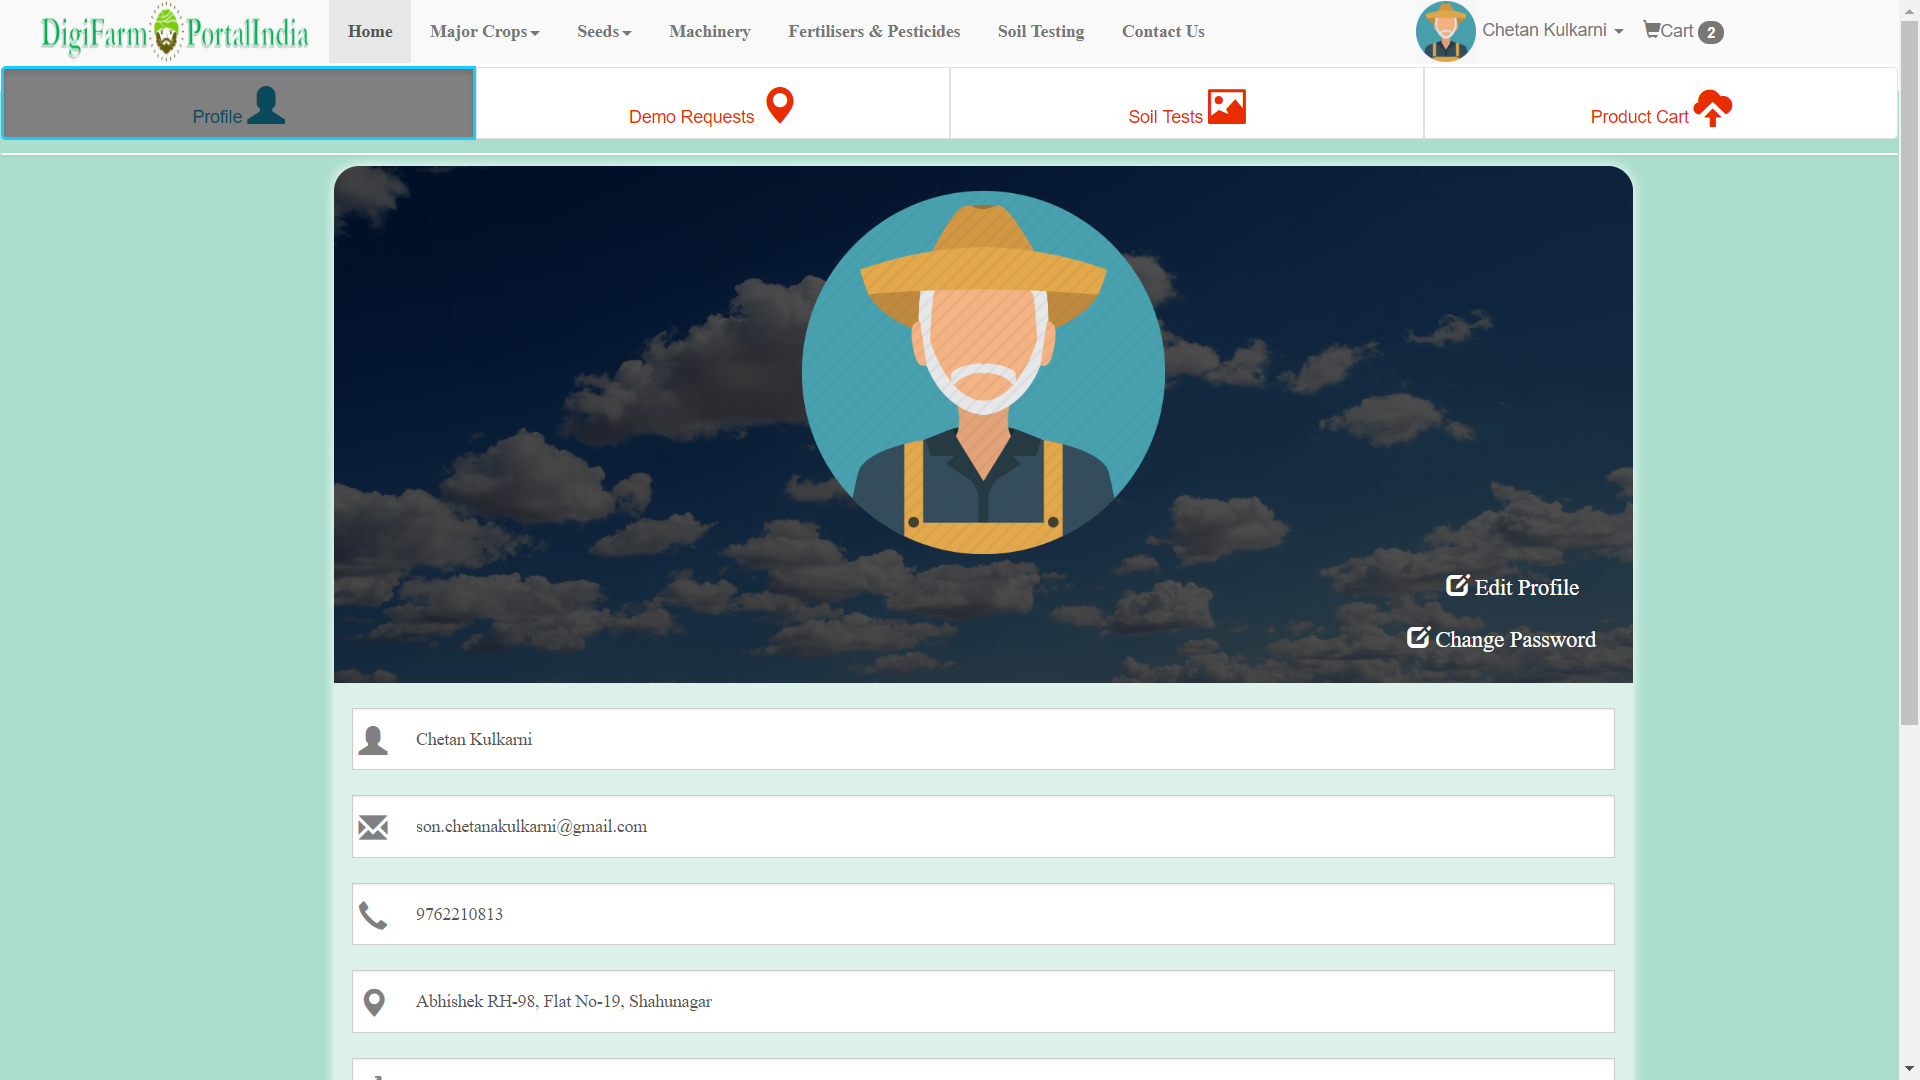 DigiFarm PortalIndia
Home Major Crops Seeds Machinery Fertilisers & Pesticides Soil Testing Contact Us Chetan Kulkarni Cart 2
Profile Demo Requests Soil Tests Product Cart
Edit Profile
Change Password
Chetan Kulkarni
son.chetanakulkarni@gmail.com
9762210813
Abhishek RH-98, Flat No-19, Shahunagar